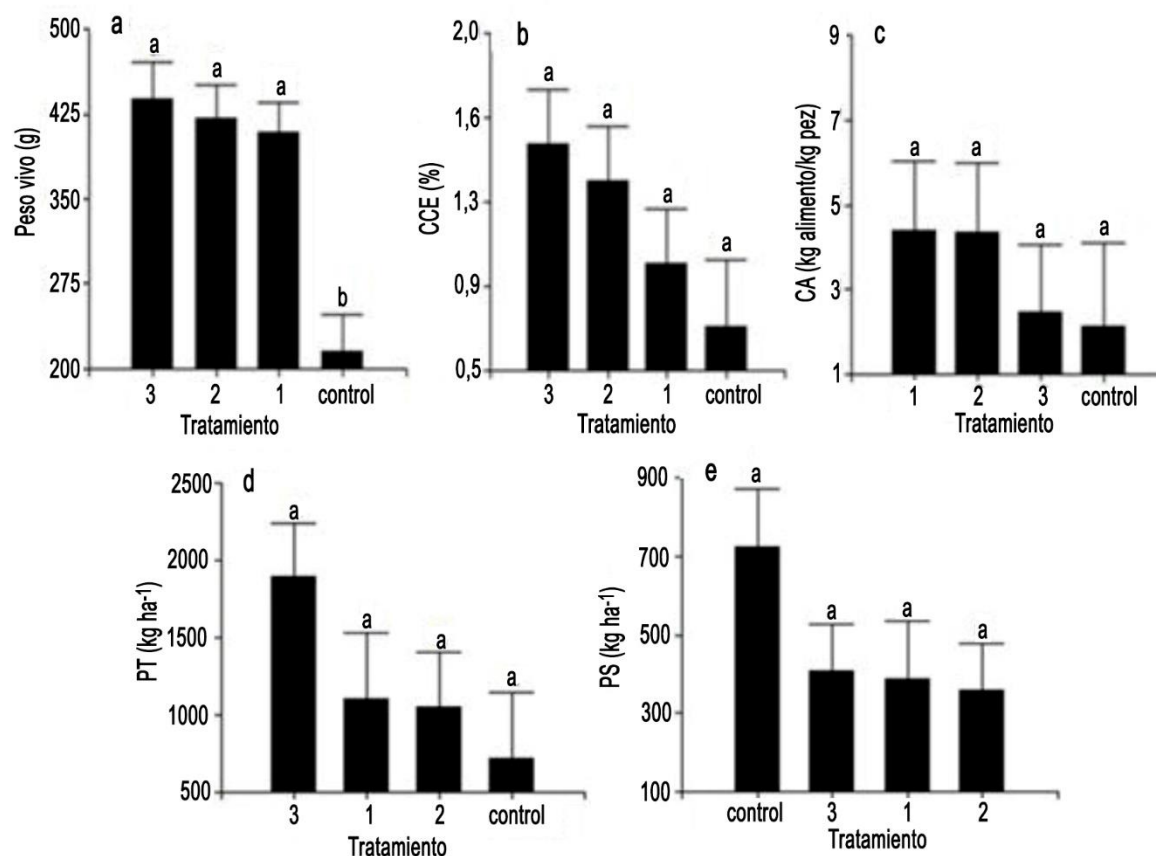 a
Peso vivo (g)
500
425
350
275
200
a
a
a
b
3 2 1 control
Tratamiento
b
CCE (%)
2,0
1,6
1,3
0,9
0,5
a
a
a
a
3 2 1 control
Tratamiento
c
CA (kg alimento/kg pez)
9
7
5
3
1
a a
a a
1 2 3 control
Tratamiento
d
PT (kg ha-1)
2500
2000
1500
1000
500
a
a
a
a
3 1 2 control
Tratamiento
e
PS (kg ha-1)
900
700
500
300
100
a
a
a
a
control 3 1 2
Tratamiento